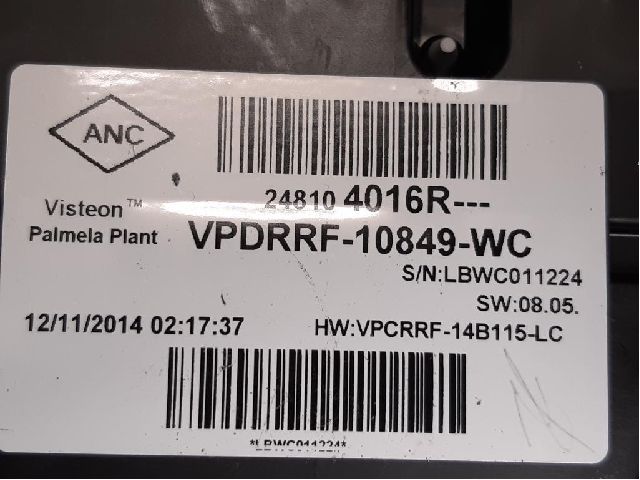 ANC
24810 4016R---
Visteon™
Palmela Plant
VPDRRF-10849-WC
S/N:LBWC011224
SW:08.05.
12/11/2014 02:17:37
HW:VPCRRF-14B115-LC
*LBWC011224*